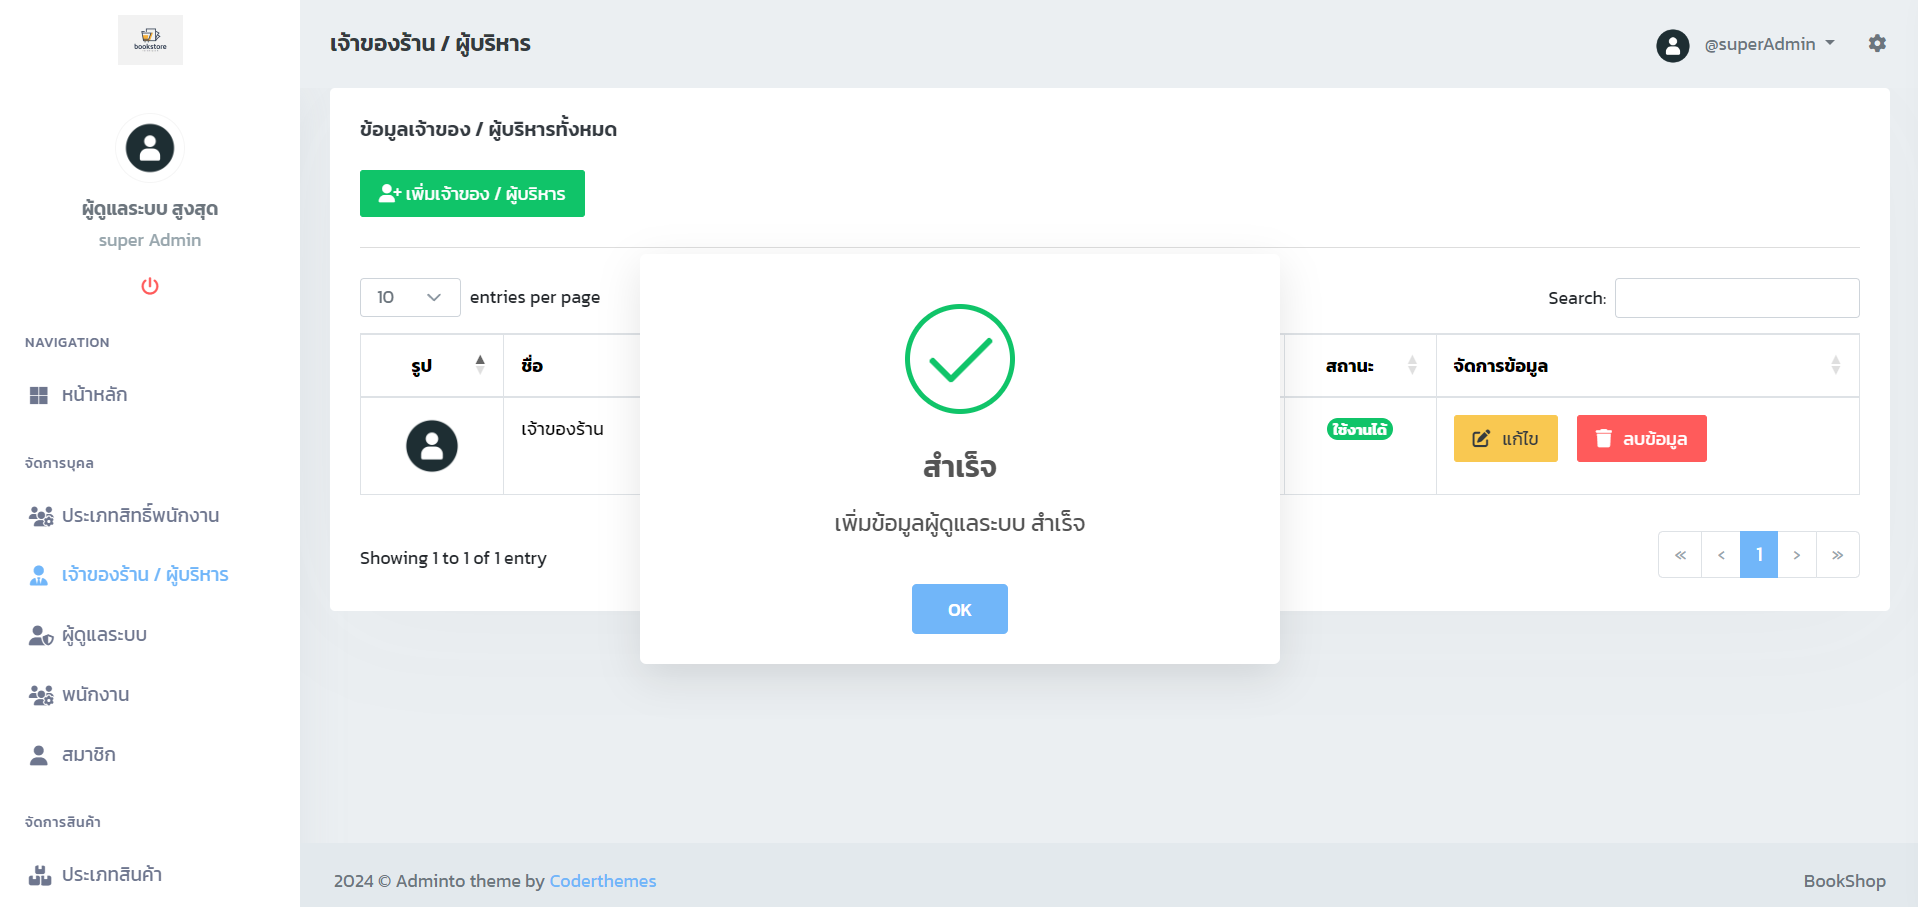 bookstore
ผู้ดูแลระบบ สูงสุด
super Admin
NAVIGATION
หน้าหลัก
จัดการบุคล
ประเภทสิทธิ์พนักงาน
เจ้าของร้าน / ผู้บริหาร
ผู้ดูแลระบบ
พนักงาน
สมาชิก
จัดการสินค้า
ประเภทสินค้า
เจ้าของร้าน / ผู้บริหาร
@superAdmin
ข้อมูลเจ้าของ / ผู้บริหารทั้งหมด
เพิ่มเจ้าของ / ผู้บริหาร
10 entries per page
Search:
รูป ชื่อ สถานะ จัดการข้อมูล
เจ้าของร้าน ใช้งานได้ แก้ไข ลบข้อมูล
Showing 1 to 1 of 1 entry
« ‹ 1 › »
สำเร็จ
เพิ่มข้อมูลผู้ดูแลระบบ สำเร็จ
OK
2024 © Adminto theme by Coderthemes
BookShop